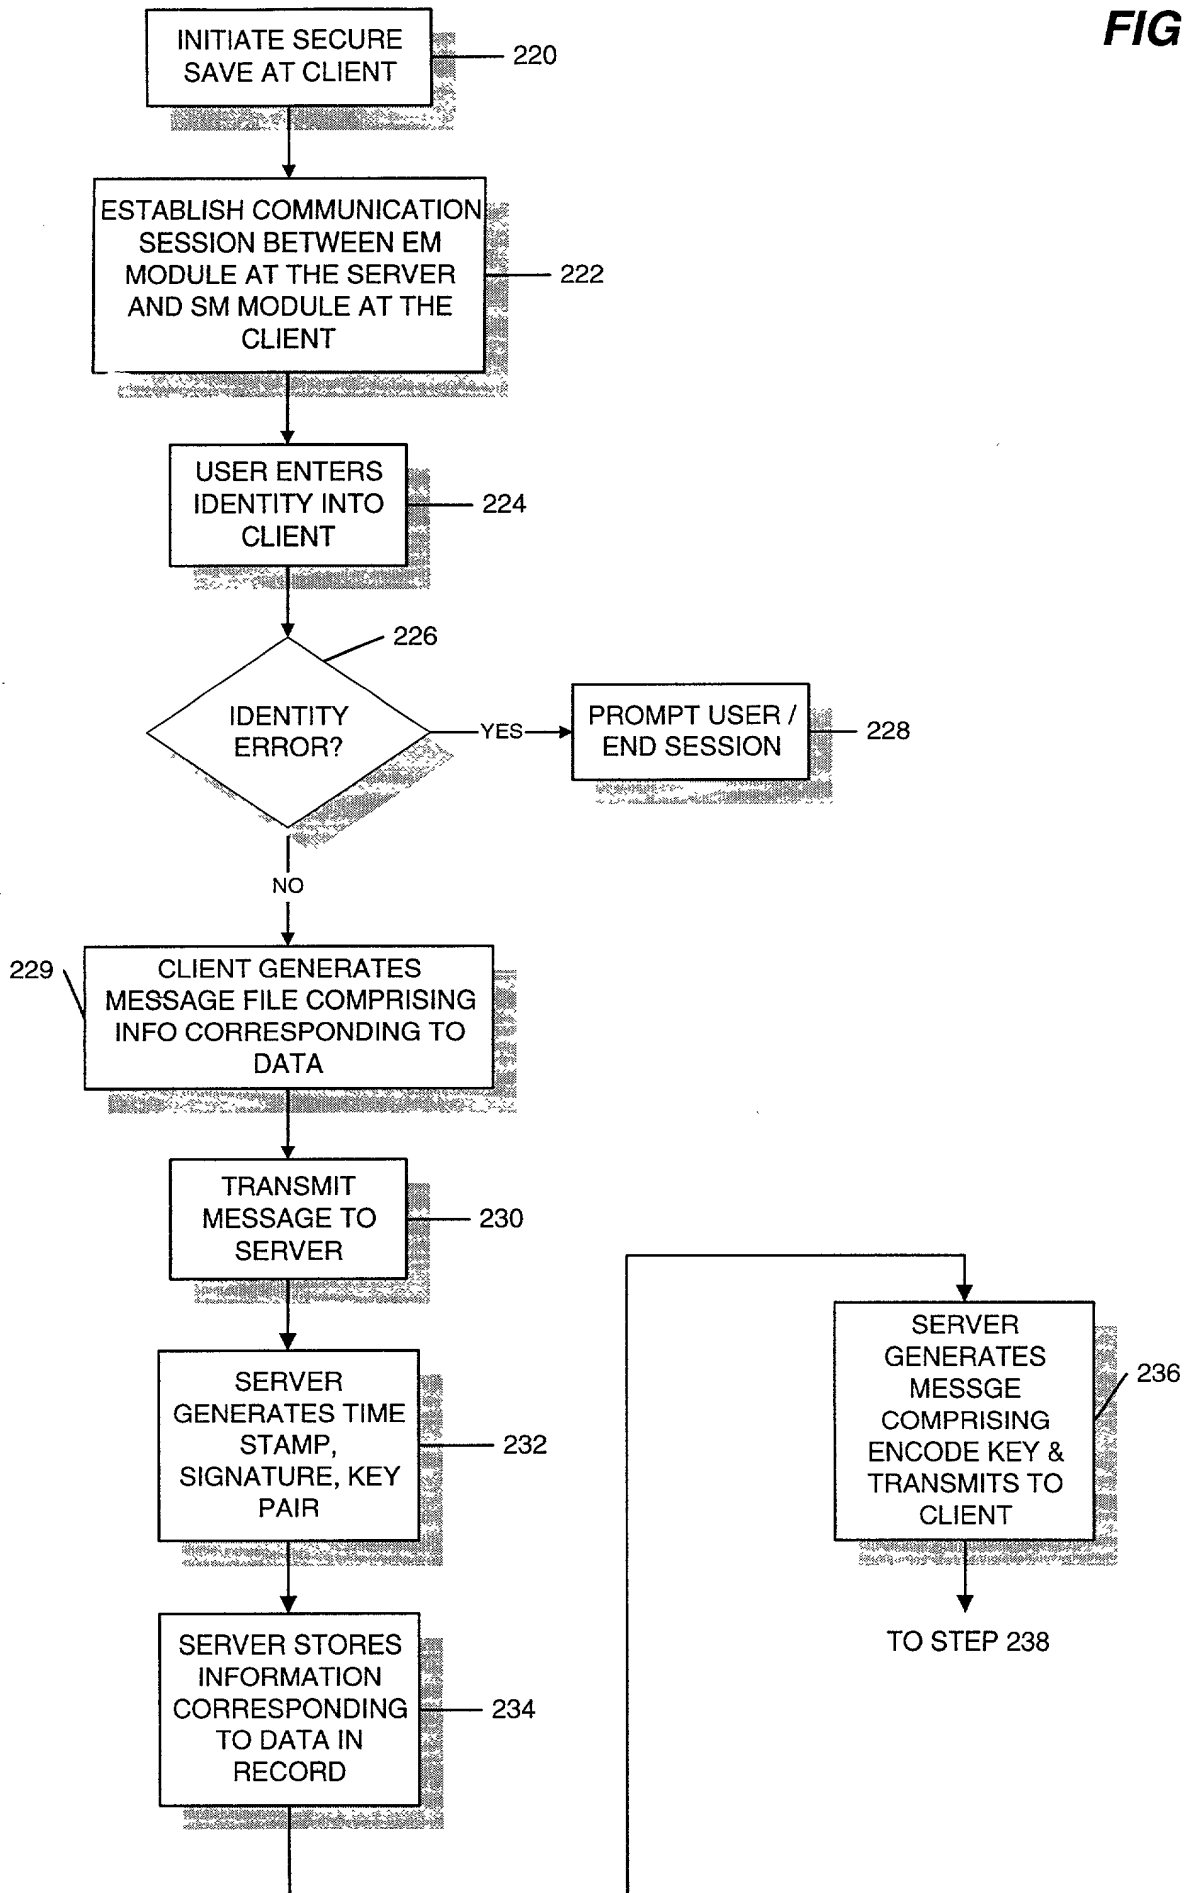 FIG
INITIATE SECURE
SAVE AT CLIENT
220
ESTABLISH COMMUNICATION
SESSION BETWEEN EM
MODULE AT THE SERVER
AND SM MODULE AT THE
CLIENT
222
USER ENTERS
IDENTITY INTO
CLIENT
224
226
IDENTITY
ERROR?
YES
PROMPT USER /
END SESSION
228
NO
229
CLIENT GENERATES
MESSAGE FILE COMPRISING
INFO CORRESPONDING TO
DATA
TRANSMIT
MESSAGE TO
SERVER
230
SERVER
GENERATES TIME
STAMP,
SIGNATURE, KEY
PAIR
232
SERVER STORES
INFORMATION
CORRESPONDING
TO DATA IN
RECORD
234
SERVER
GENERATES
MESSGE
COMPRISING
ENCODE KEY &
TRANSMITS TO
CLIENT
236
TO STEP 238